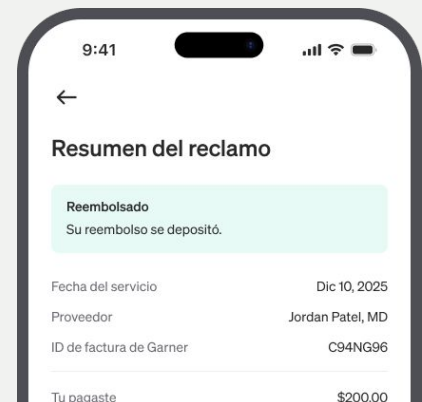 9:41
Resumen del reclamo
Reembolsado
Su reembolso se depositó.
Fecha del servicio Dic 10, 2025
Proveedor Jordan Patel, MD
ID de factura de Garner C94NG96
Tu pagaste $200.00